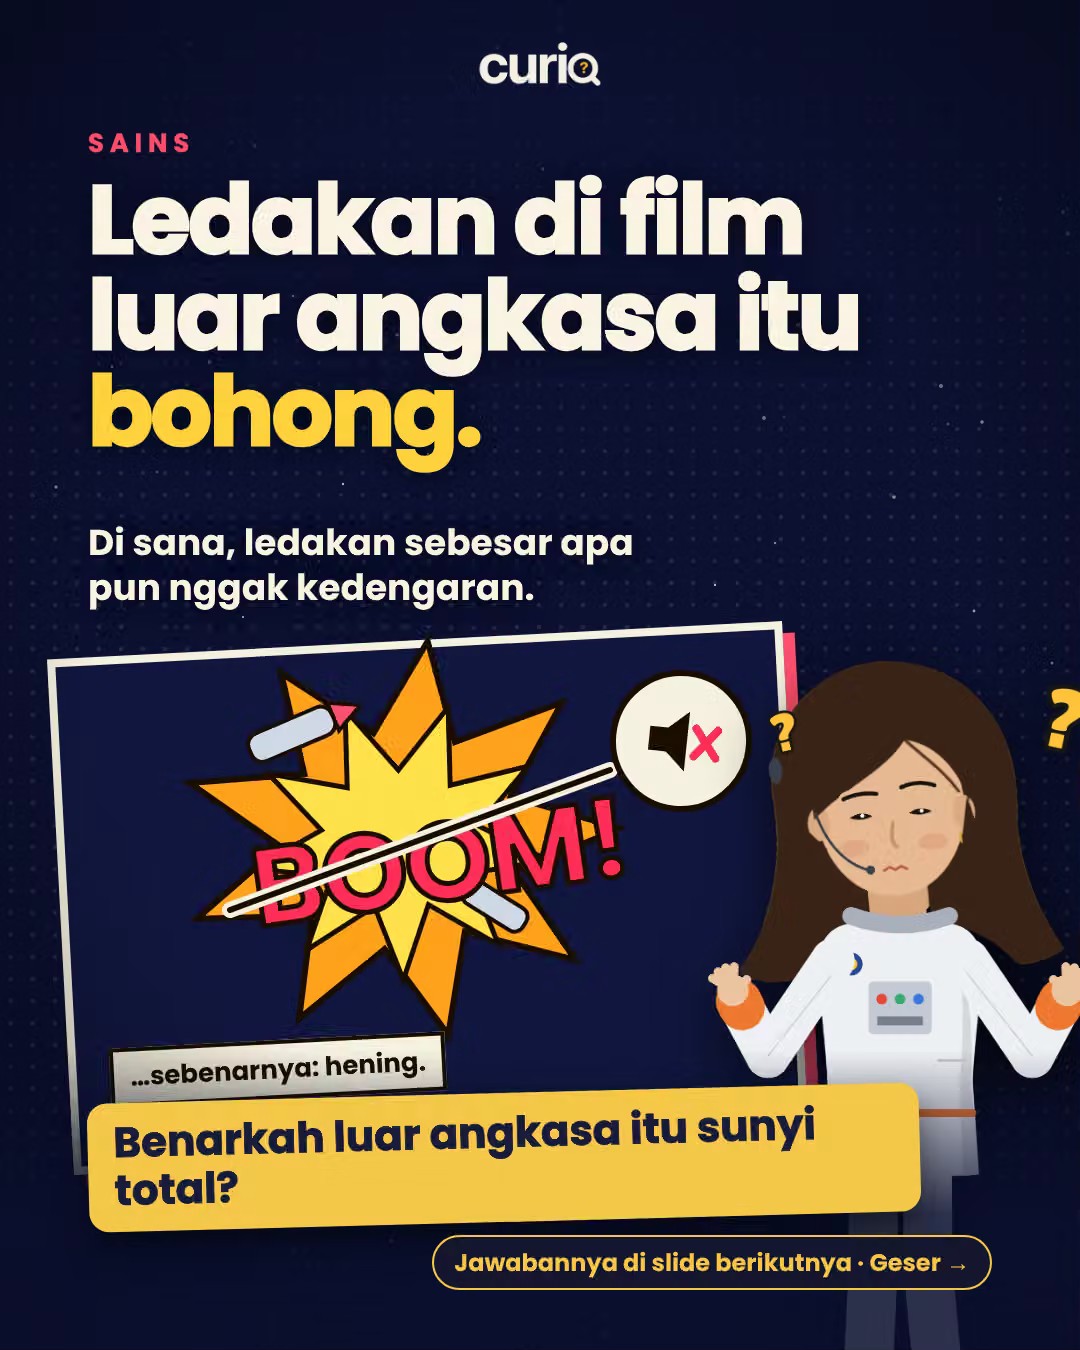 curio
SAINS
Ledakan di film
luar angkasa itu
bohong.
Di sana, ledakan sebesar apa
pun nggak kedengaran.
BOOM!
...sebenarnya: hening.
Benarkah luar angkasa itu sunyi
total?
Jawabannya di slide berikutnya · Geser →